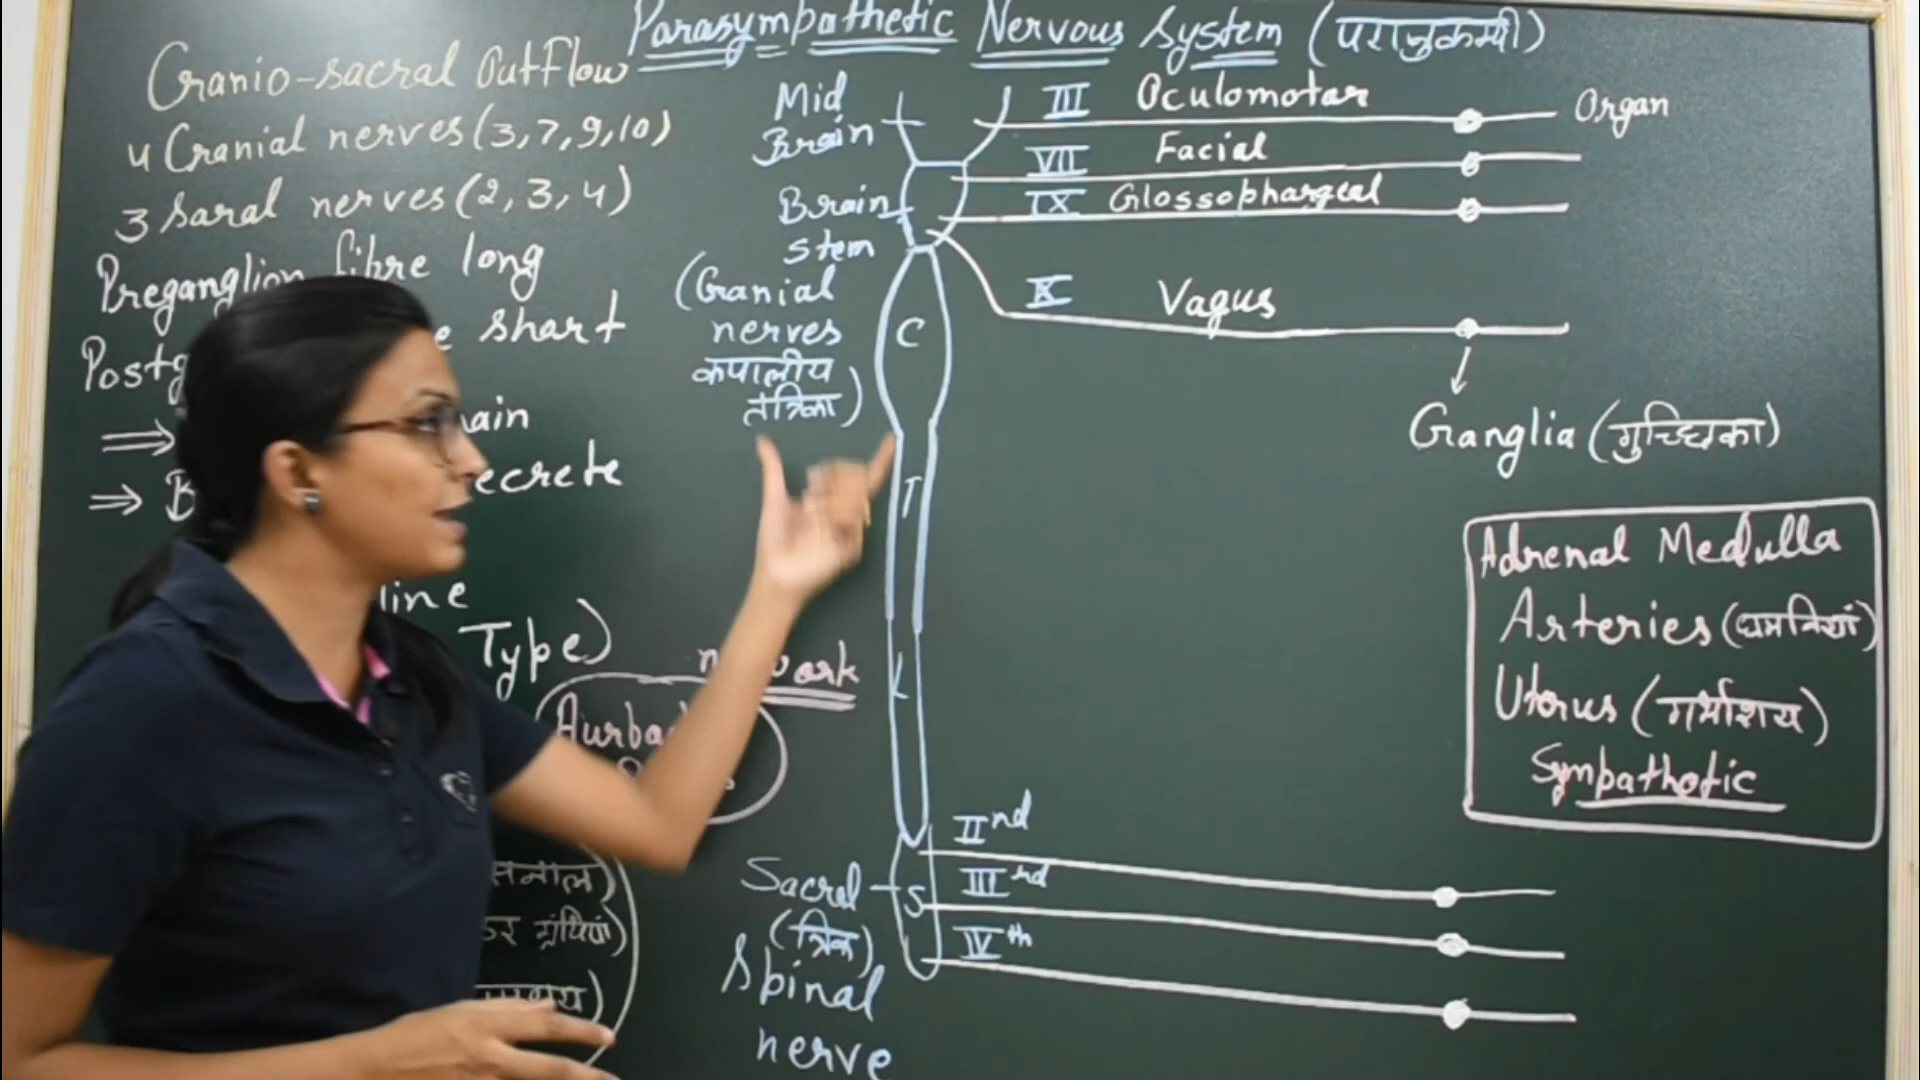 Parasympathetic Nervous System (परानुकम्पी)
Cranio-sacral Outflow
4 Cranial nerves (3,7,9,10)
3 Saral nerves (2, 3, 4)
Preganglion fibre long
Postg shart
⇒ ain
⇒ B ecrete
line
Type)
Aurba
Mid
Brain
Brain
stem
(Cranial
nerves
कपालीय
तंत्रिका)
C
T
L
S
Sacral
(त्रिक)
Spinal
nerve
III Oculomotar
Organ
VII Facial
IX Glossophargeal
X Vagus
Ganglia (गुच्छिका)
Adrenal Medulla
Arteries (धमनियां)
Uterus (गर्भाशय)
Sympathetic
IInd
IIIrd
IVth